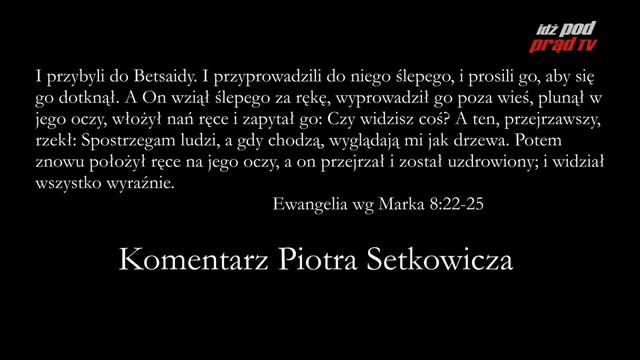 idź pod
prąd TV
I przybyli do Betsaidy. I przyprowadzili do niego ślepego, i prosili go, aby się
go dotknął. A On wziął ślepego za rękę, wyprowadził go poza wieś, plunął w
jego oczy, włożył nań ręce i zapytał go: Czy widzisz coś? A ten, przejrzawszy,
rzekł: Spostrzegam ludzi, a gdy chodzą, wyglądają mi jak drzewa. Potem
znowu położył ręce na jego oczy, a on przejrzał i został uzdrowiony; i widział
wszystko wyraźnie.
Ewangelia wg Marka 8:22-25
Komentarz Piotra Setkowicza